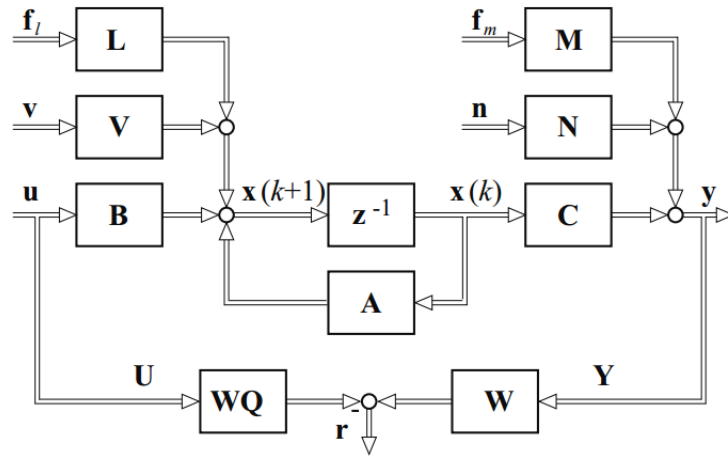 f_l L f_m M
v V n N
u B x(k+1) z^-1 x(k) C y
A
U WQ - W Y
r